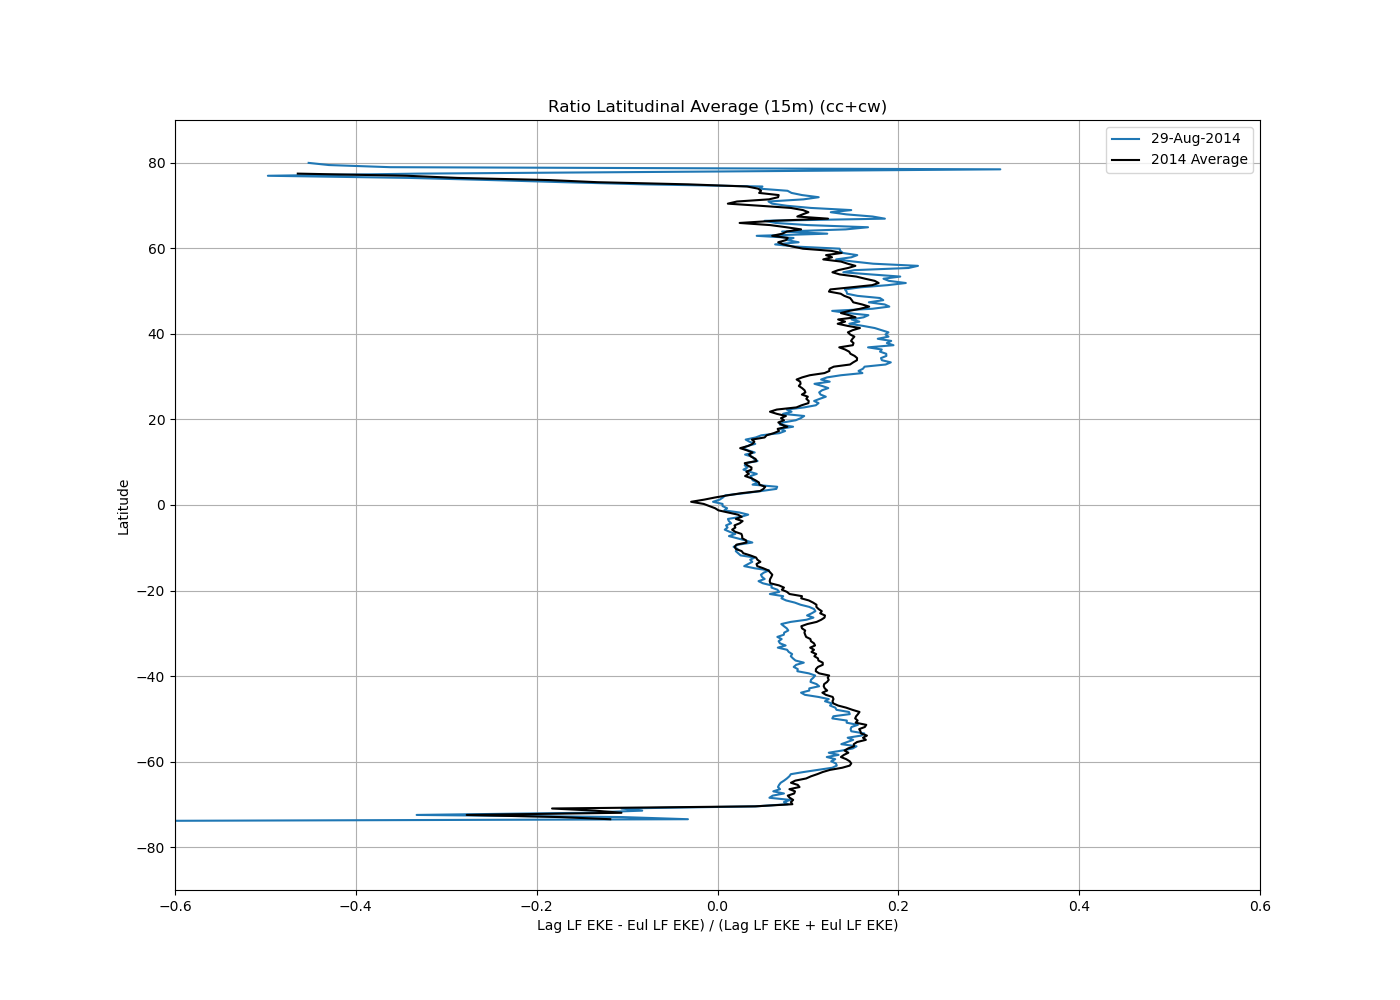 Ratio Latitudinal Average (15m) (cc+cw)
29-Aug-2014
2014 Average
80
60
40
20
0
−20
−40
−60
−80
Latitude
−0.6 −0.4 −0.2 0.0 0.2 0.4 0.6
Lag LF EKE - Eul LF EKE) / (Lag LF EKE + Eul LF EKE)